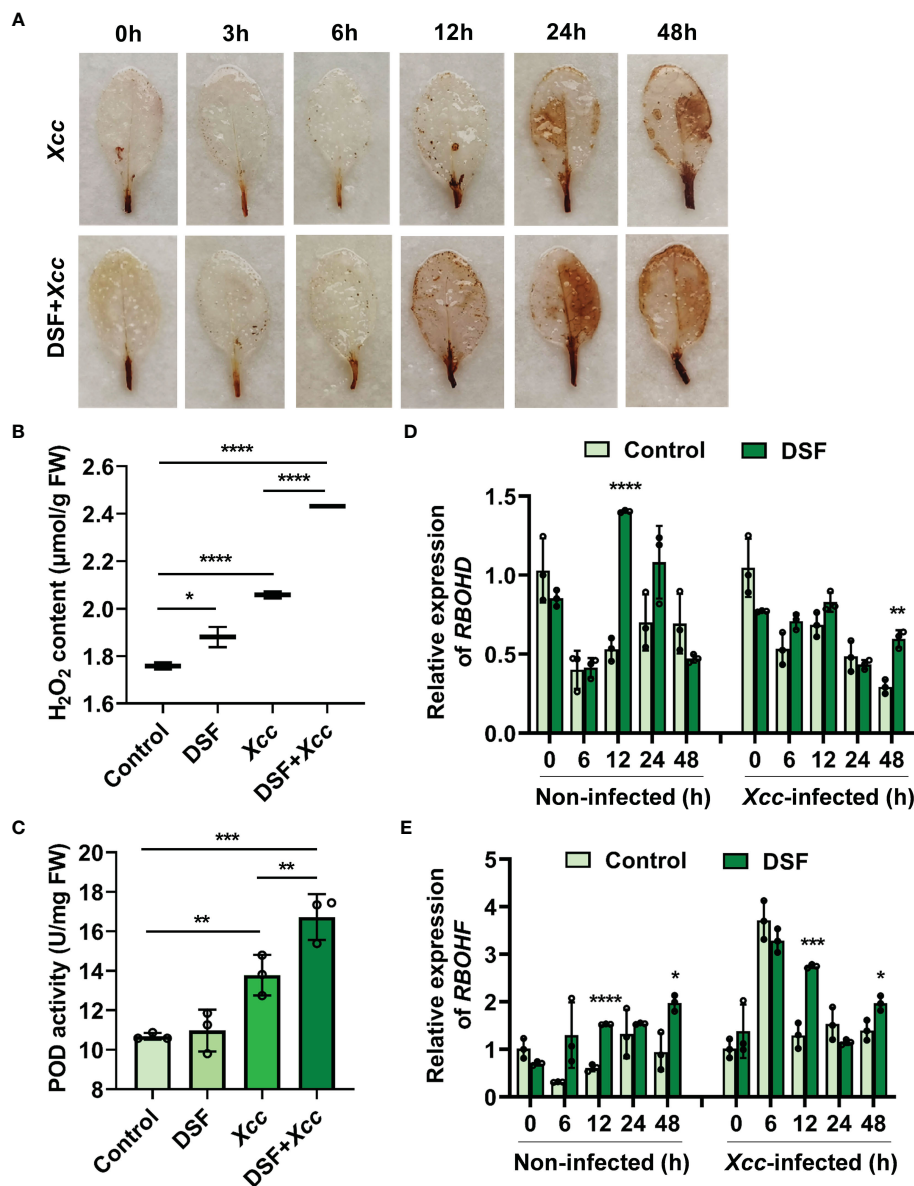 A
0h 3h 6h 12h 24h 48h
Xcc
DSF+Xcc
B
H₂O₂ content (μmol/g FW)
2.6
2.4
2.2
2.0
1.8
1.6
****
****
****
*
Control DSF Xcc DSF+Xcc
C
POD activity (U/mg FW)
20
18
16
14
12
10
8
***
**
**
Control DSF Xcc DSF+Xcc
D
Control DSF
Relative expression
of RBOHD
1.5
1.0
0.5
0.0
****
**
0 6 12 24 48 0 6 12 24 48
Non-infected (h) Xcc-infected (h)
E
Control DSF
Relative expression
of RBOHF
5
4
3
2
1
0
****
*
***
*
0 6 12 24 48 0 6 12 24 48
Non-infected (h) Xcc-infected (h)